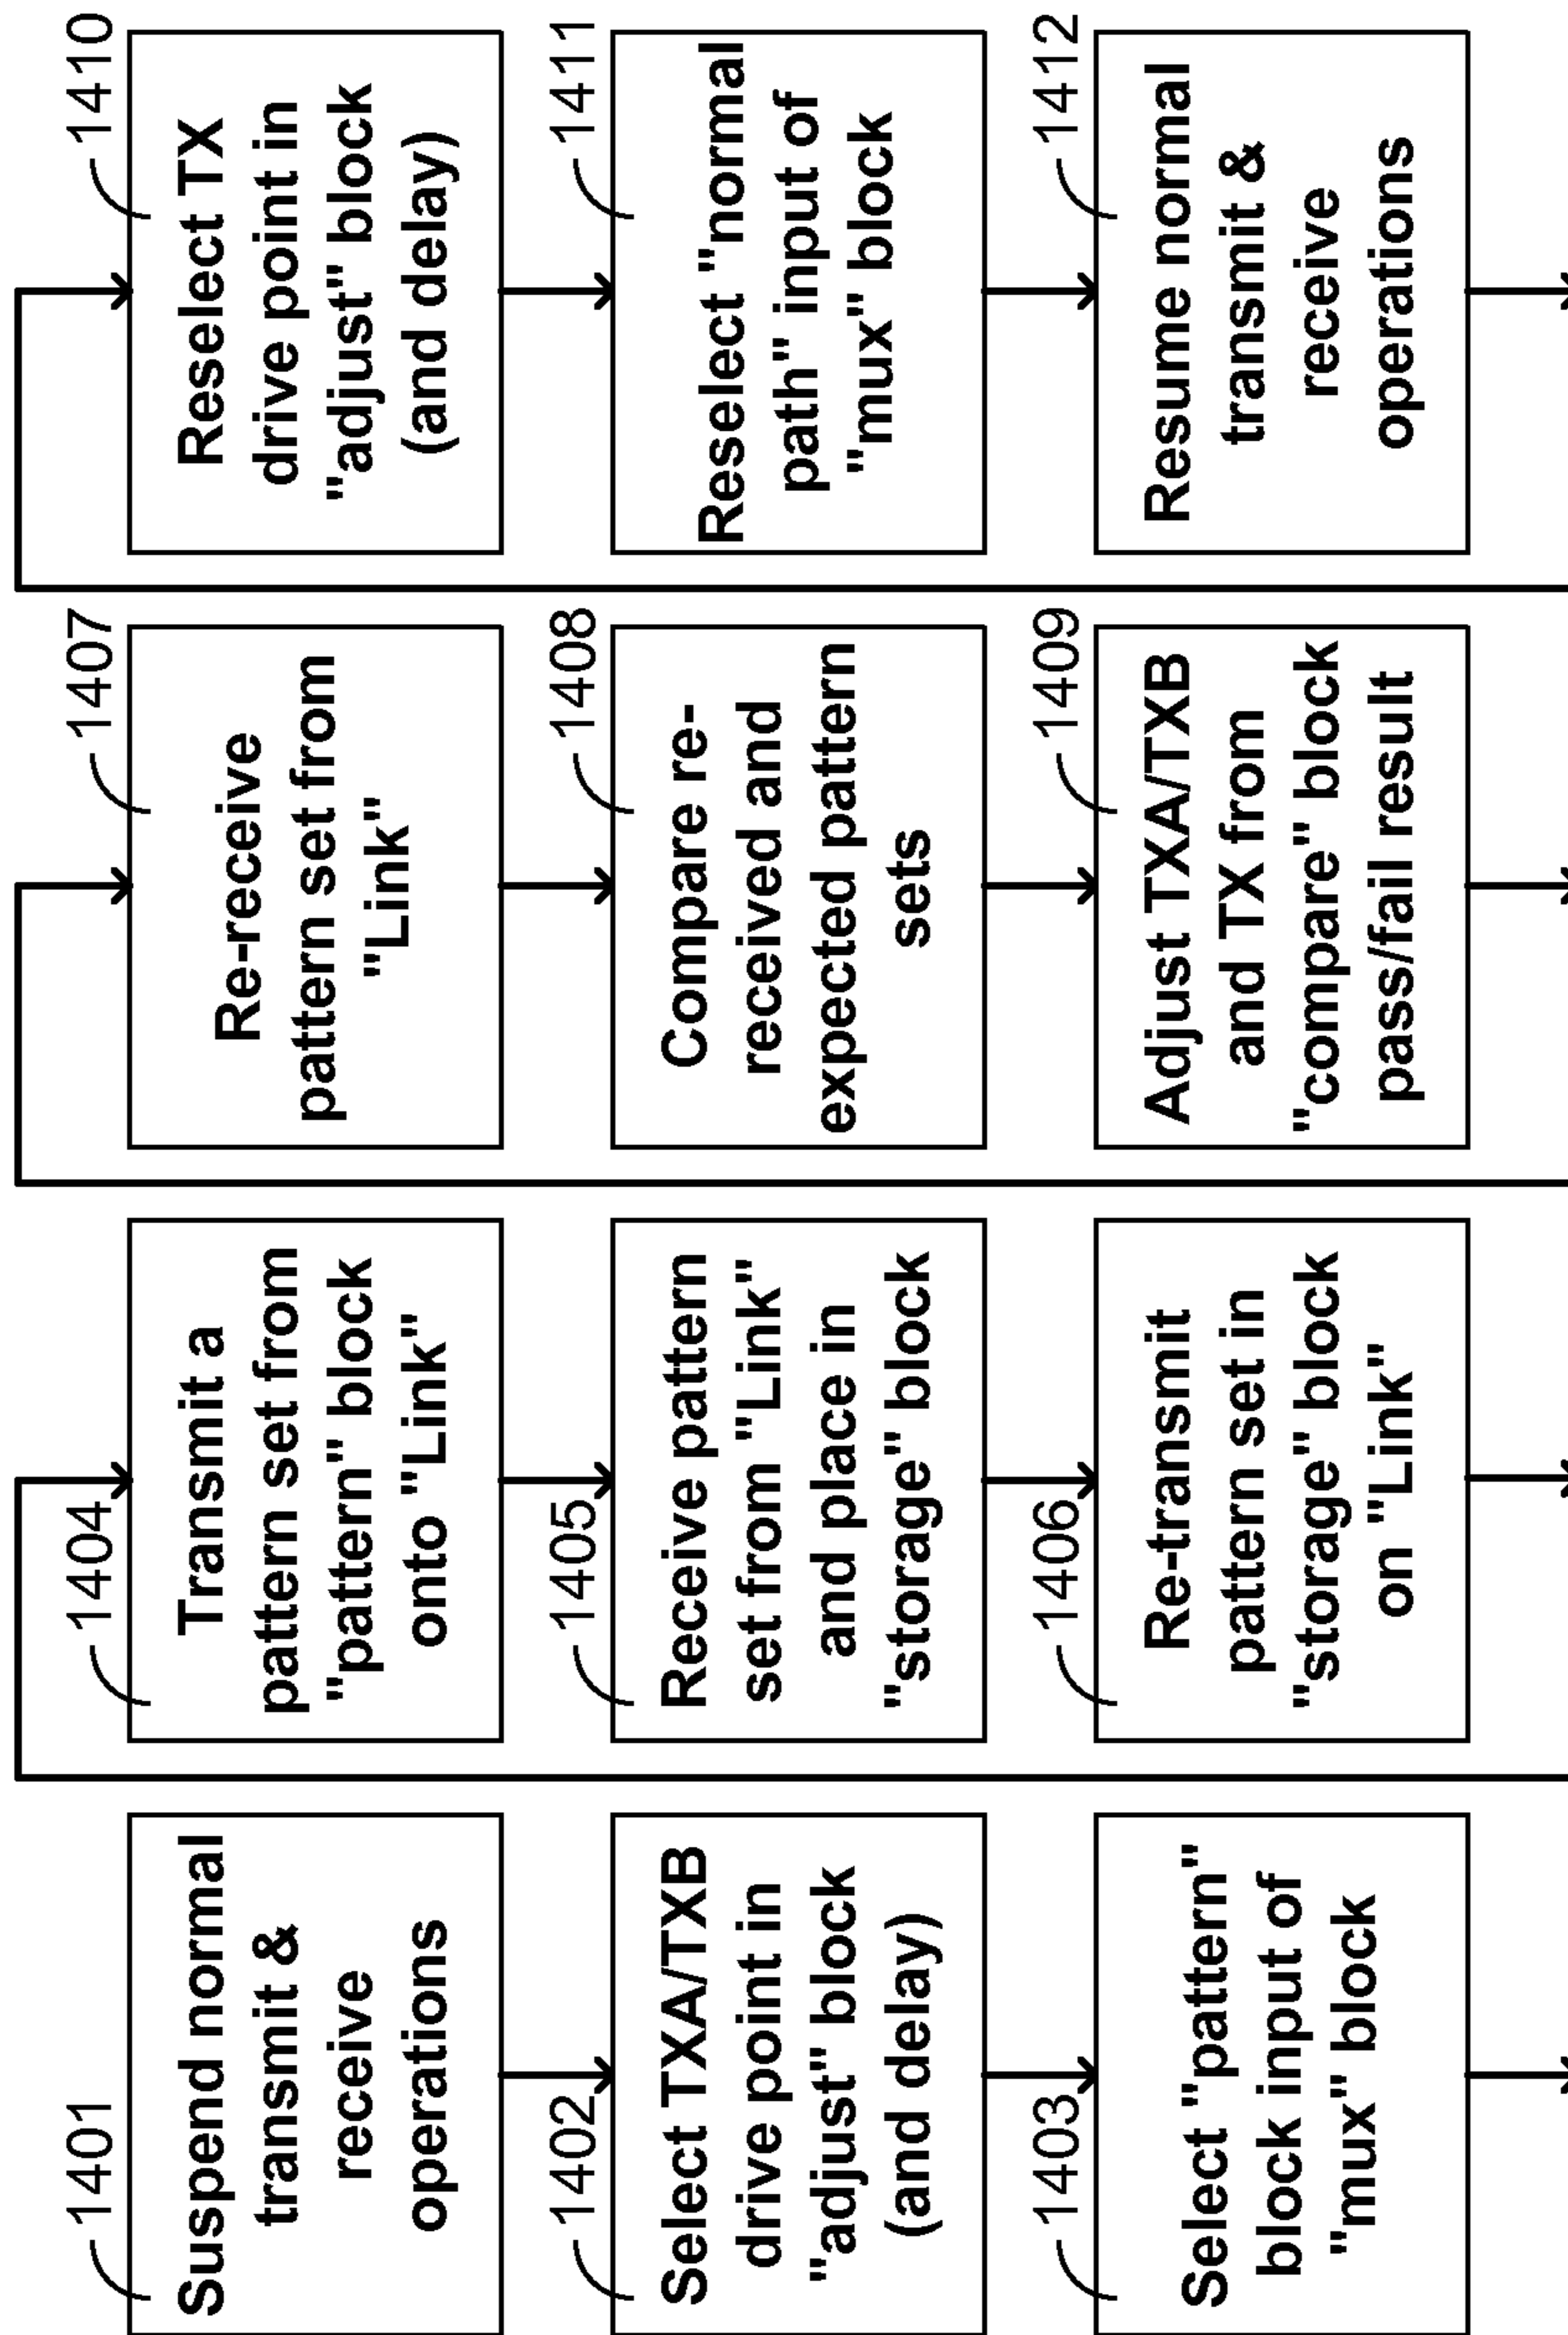 1401
Suspend normal
transmit &
receive
operations
1402
Select TXA/TXB
drive point in
"adjust" block
(and delay)
1403
Select "pattern"
block input of
"mux" block
1404
Transmit a
pattern set from
"pattern" block
onto "Link"
1405
Receive pattern
set from "Link"
and place in
"storage" block
1406
Re-transmit
pattern set in
"storage" block
on "Link"
1407
Re-receive
pattern set from
"Link"
1408
Compare re-
received and
expected pattern
sets
1409
Adjust TXA/TXB
and TX from
"compare" block
pass/fail result
1410
Reselect TX
drive point in
"adjust" block
(and delay)
1411
Reselect "normal
path" input of
"mux" block
1412
Resume normal
transmit &
receive
operations